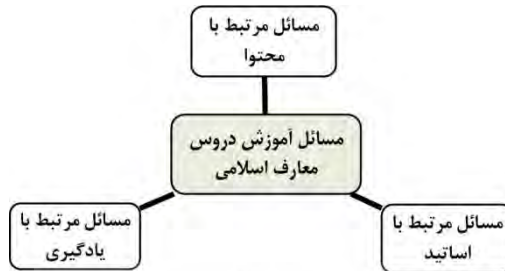 مسائل مرتبط با
محتوا
مسائل آموزش دروس
معارف اسلامی
مسائل مرتبط با
اساتید
مسائل مرتبط با
یادگیری